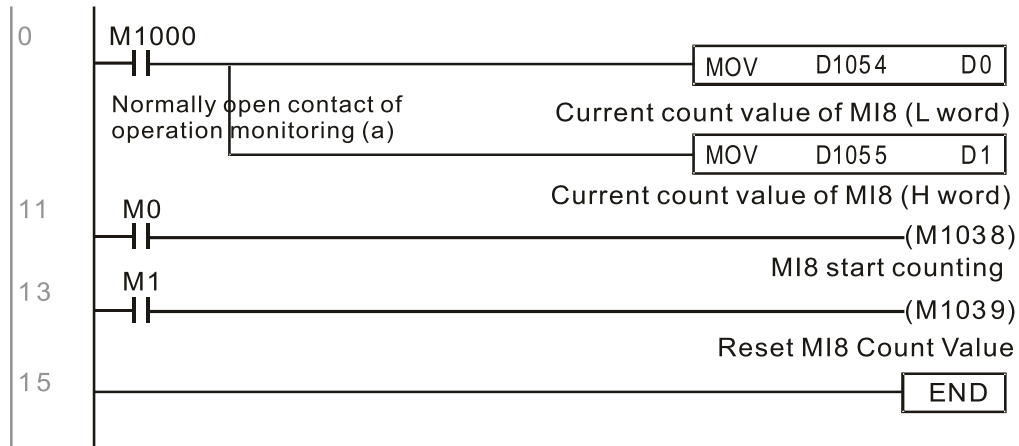 0
M1000
MOV D1054 D0
Normally open contact of
operation monitoring (a)
Current count value of MI8 (L word)
MOV D1055 D1
Current count value of MI8 (H word)
11
M0
(M1038)
MI8 start counting
13
M1
(M1039)
Reset MI8 Count Value
15
END